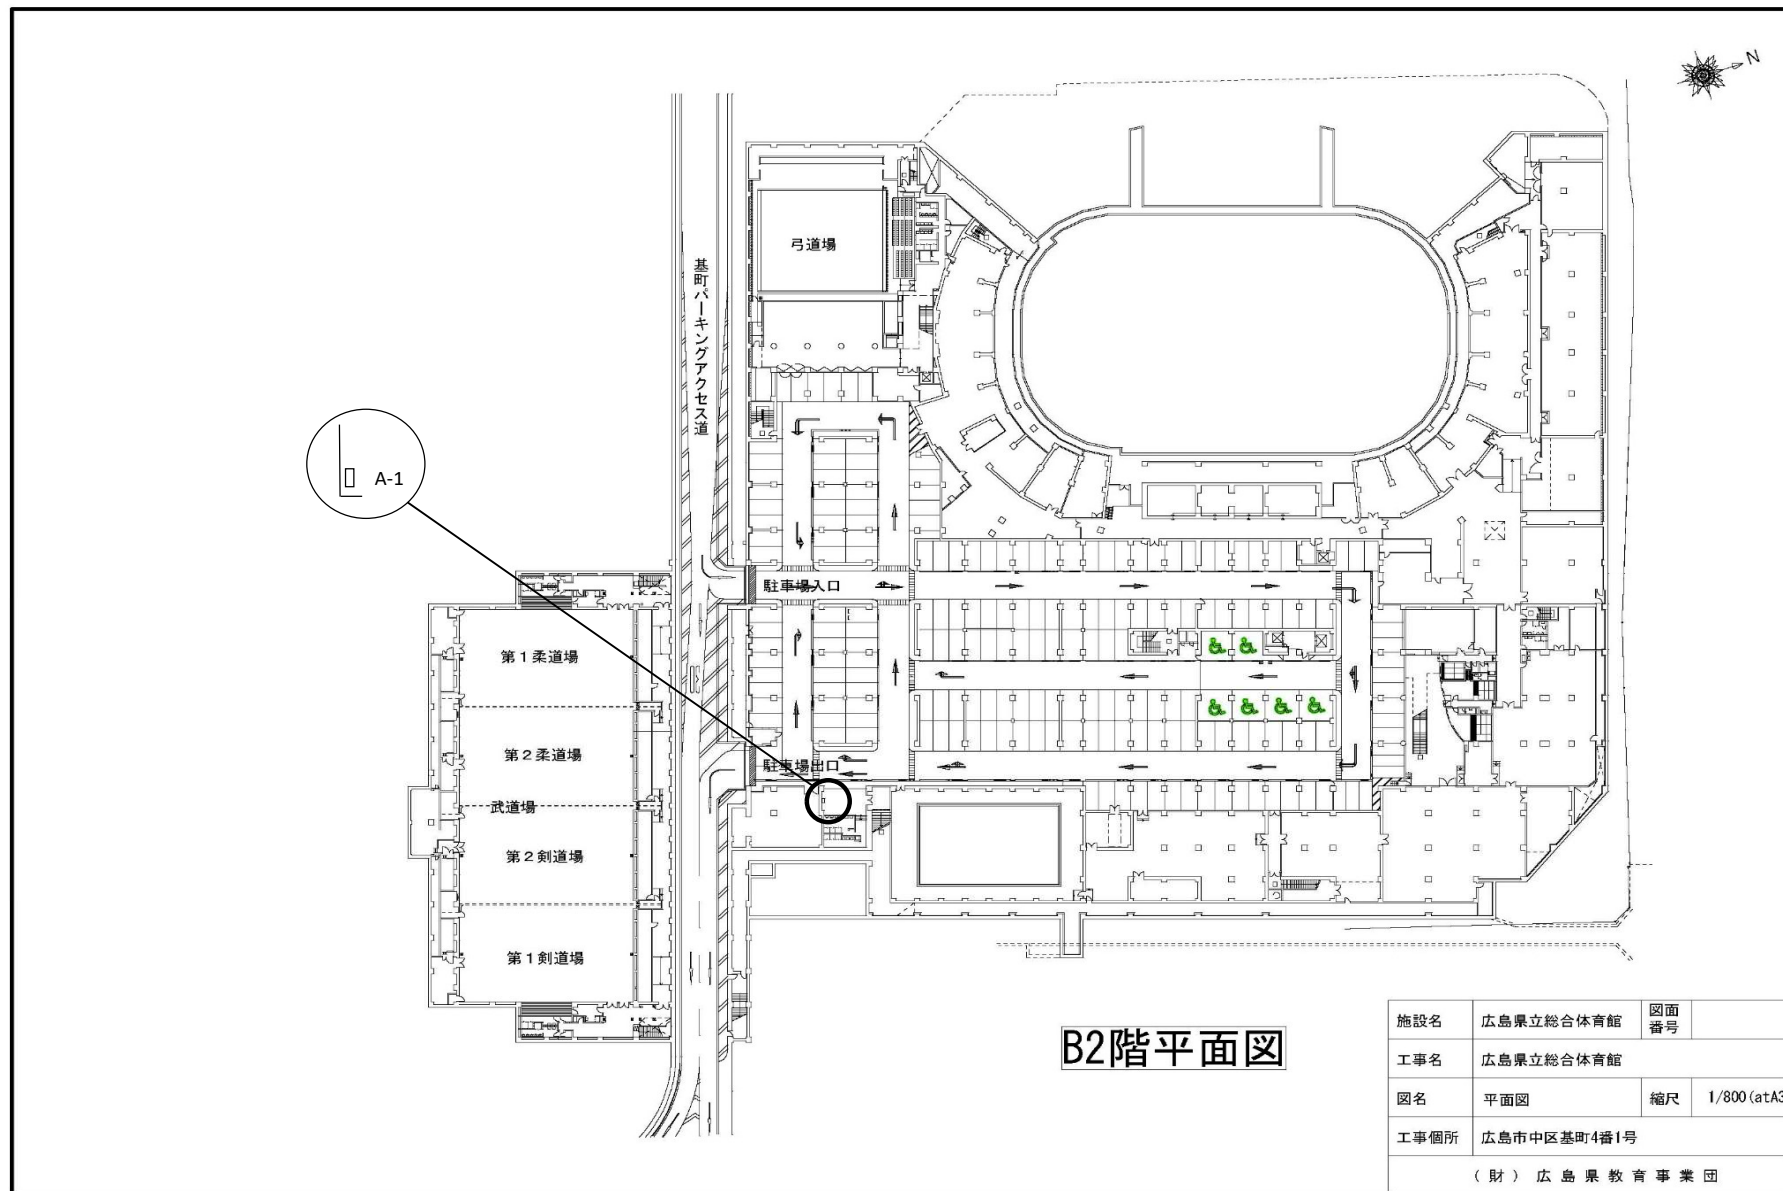 N
弓道場
基町パーキングアクセス道
A-1
駐車場入口
第1柔道場
第2柔道場
駐車場出口
武道場
第2剣道場
第1剣道場
B2階平面図
施設名 広島県立総合体育館 図面番号
工事名 広島県立総合体育館
図名 平面図 縮尺 1/800(atA3
工事個所 広島市中区基町4番1号
(財)広島県教育事業団